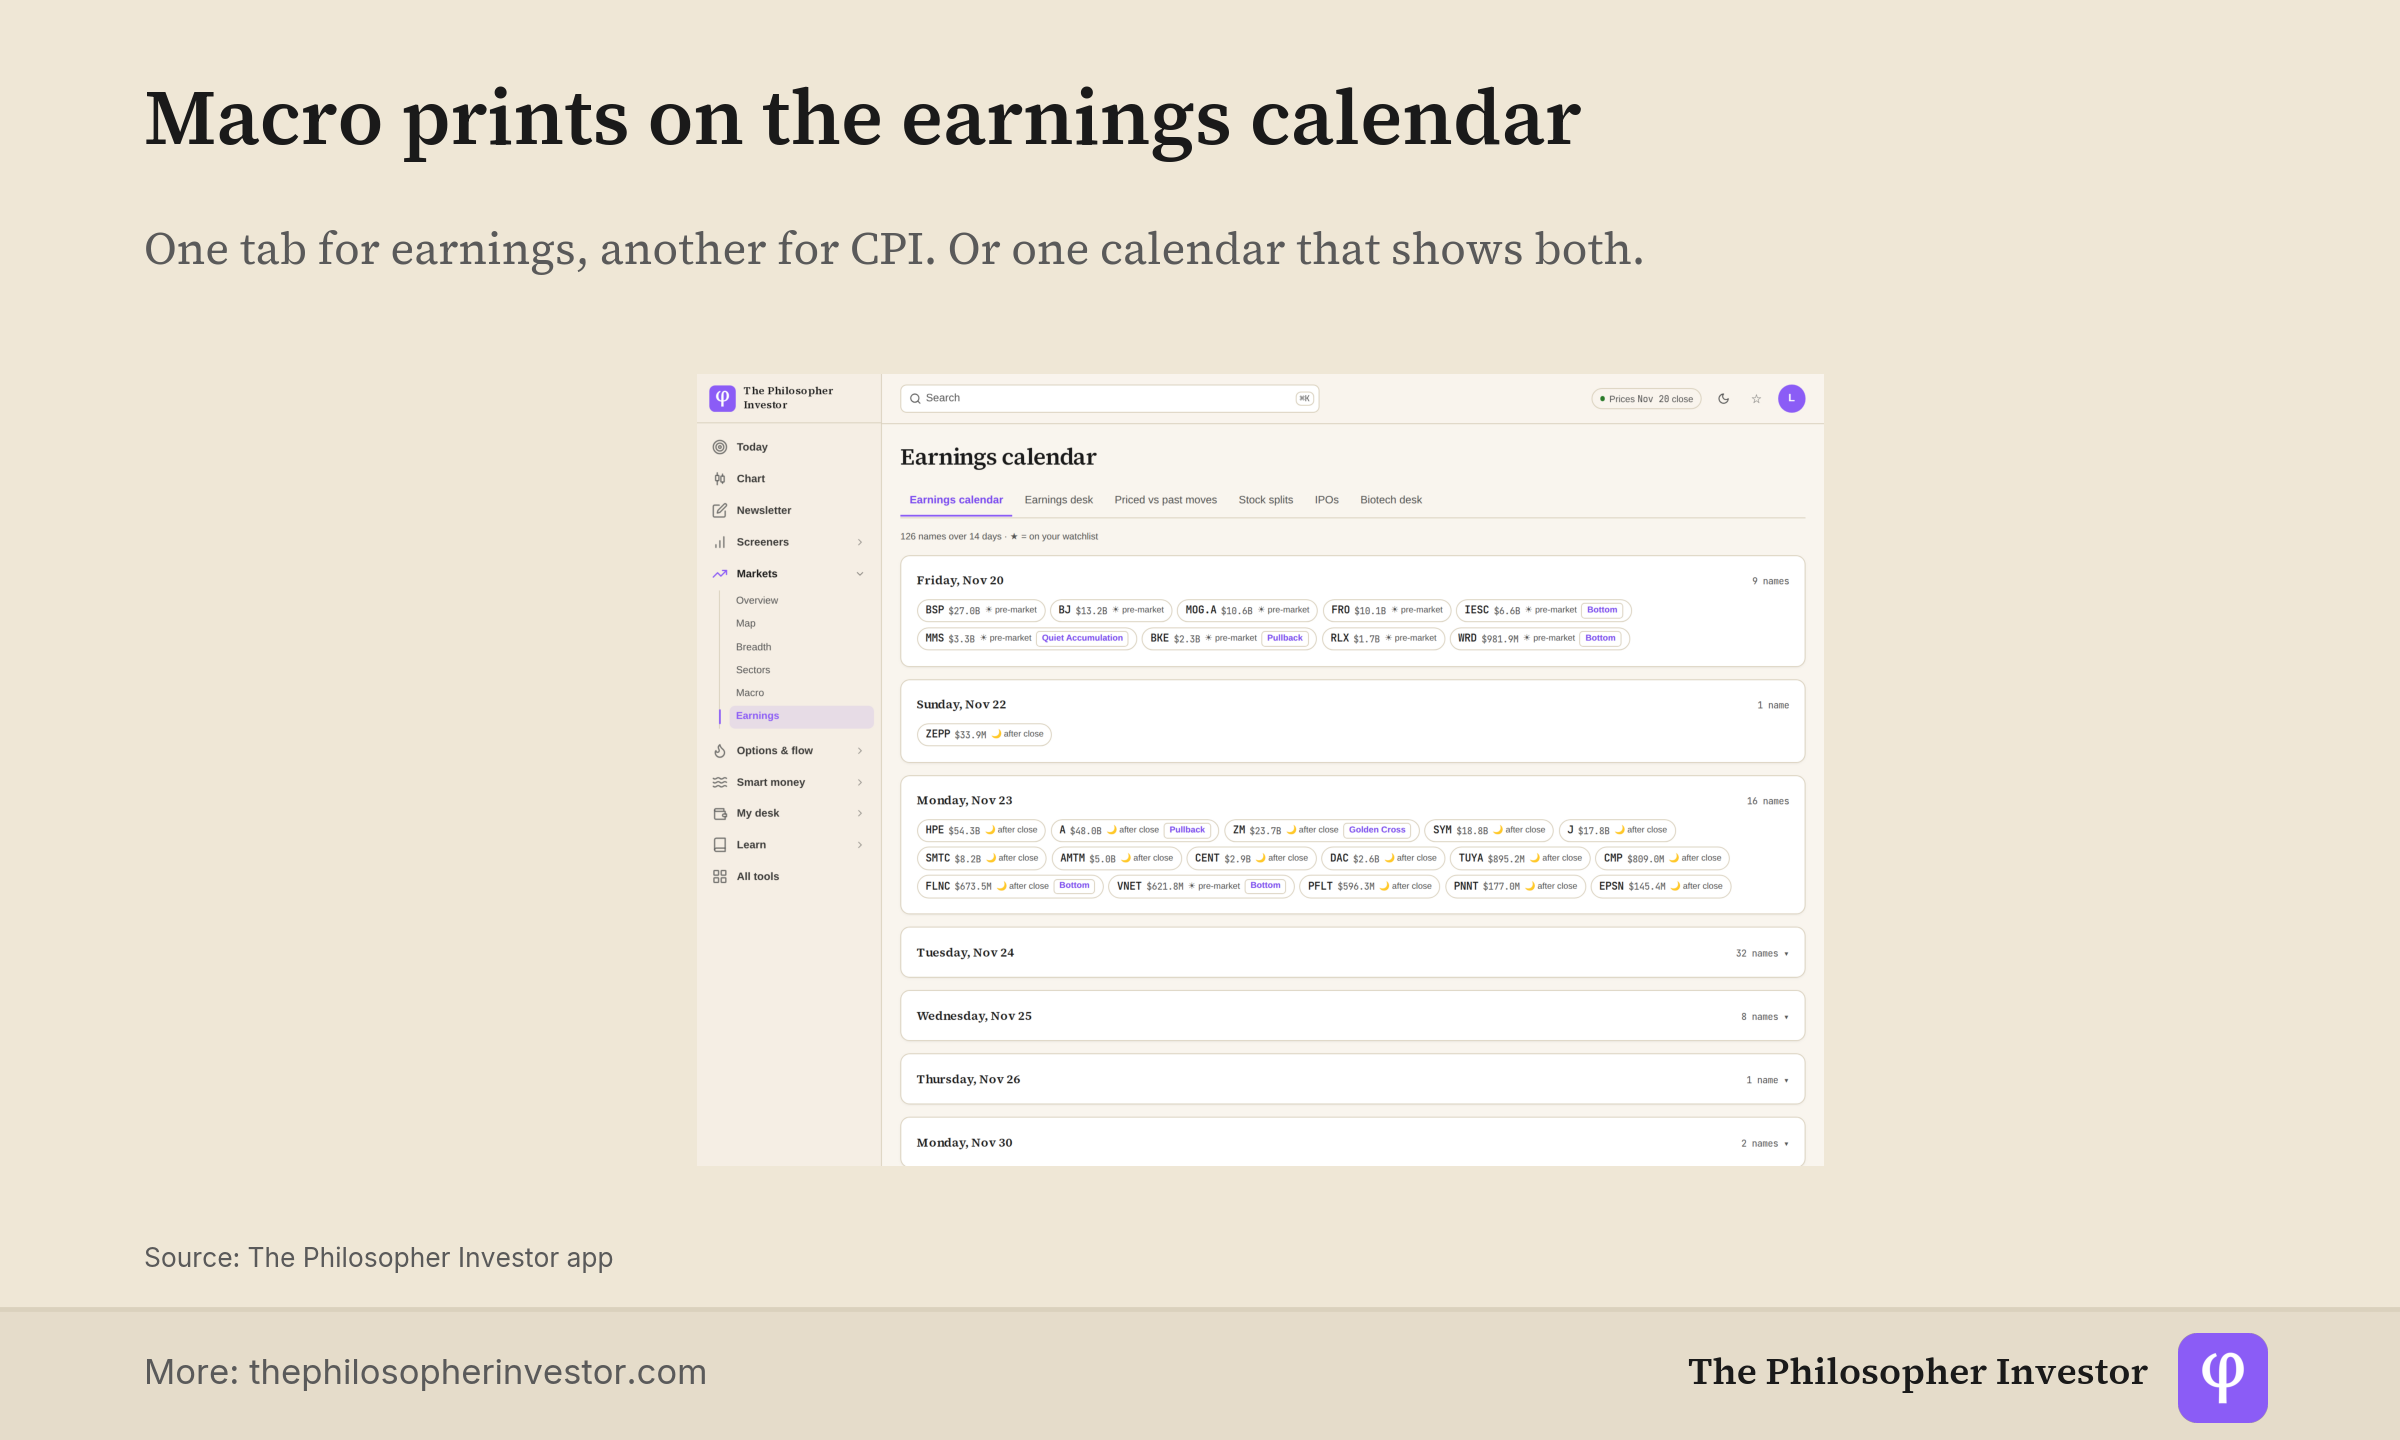 Macro prints on the earnings calendar
One tab for earnings, another for CPI. Or one calendar that shows both.
φ The Philosopher
Investor
Search ⌘K
Prices Nov 20 close
☆
L
Today
Chart
Newsletter
Screeners
Markets
Overview
Map
Breadth
Sectors
Macro
Earnings
Options & flow
Smart money
My desk
Learn
All tools
Earnings calendar
Earnings calendar Earnings desk Priced vs past moves Stock splits IPOs Biotech desk
126 names over 14 days · ★ = on your watchlist
Friday, Nov 20 9 names
BSP $27.0B ☀ pre-market BJ $13.2B ☀ pre-market MOG.A $10.6B ☀ pre-market FRO $10.1B ☀ pre-market IESC $6.6B ☀ pre-market Bottom
MMS $3.3B ☀ pre-market Quiet Accumulation BKE $2.3B ☀ pre-market Pullback RLX $1.7B ☀ pre-market WRD $981.9M ☀ pre-market Bottom
Sunday, Nov 22 1 name
ZEPP $33.9M 🌙 after close
Monday, Nov 23 16 names
HPE $54.3B 🌙 after close A $48.0B 🌙 after close Pullback ZM $23.7B 🌙 after close Golden Cross SYM $18.8B 🌙 after close J $17.8B 🌙 after close
SMTC $8.2B 🌙 after close AMTM $5.0B 🌙 after close CENT $2.9B 🌙 after close DAC $2.6B 🌙 after close TUYA $895.2M 🌙 after close CMP $809.0M 🌙 after close
FLNC $673.5M 🌙 after close Bottom VNET $621.8M ☀ pre-market Bottom PFLT $596.3M 🌙 after close PNNT $177.0M 🌙 after close EPSN $145.4M 🌙 after close
Tuesday, Nov 24 32 names ▾
Wednesday, Nov 25 8 names ▾
Thursday, Nov 26 1 name ▾
Monday, Nov 30 2 names ▾
Source: The Philosopher Investor app
More: thephilosopherinvestor.com
The Philosopher Investor φ